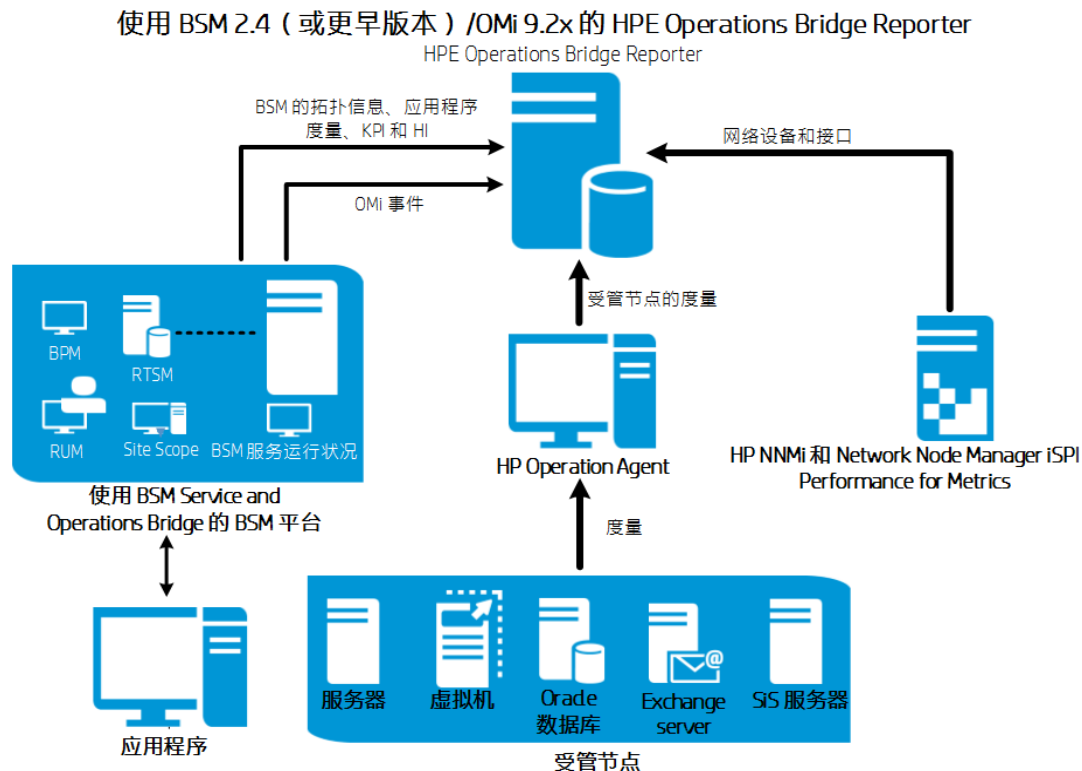 使用 BSM 2.4（或更早版本）/OMi 9.2x 的 HPE Operations Bridge Reporter
HPE Operations Bridge Reporter
BSM 的拓扑信息、应用程序
度量、KPI 和 HI
网络设备和接口
OMi 事件
受管节点的度量
BPM
RTSM
RUM
Site Scope
BSM 服务运行状况
使用 BSM Service and
Operations Bridge 的 BSM 平台
HP Operation Agent
HP NNMi 和 Network Node Manager iSPI
Performance for Metrics
度量
应用程序
服务器
虚拟机
Oracle
数据库
Exchange
server
SiS 服务器
受管节点